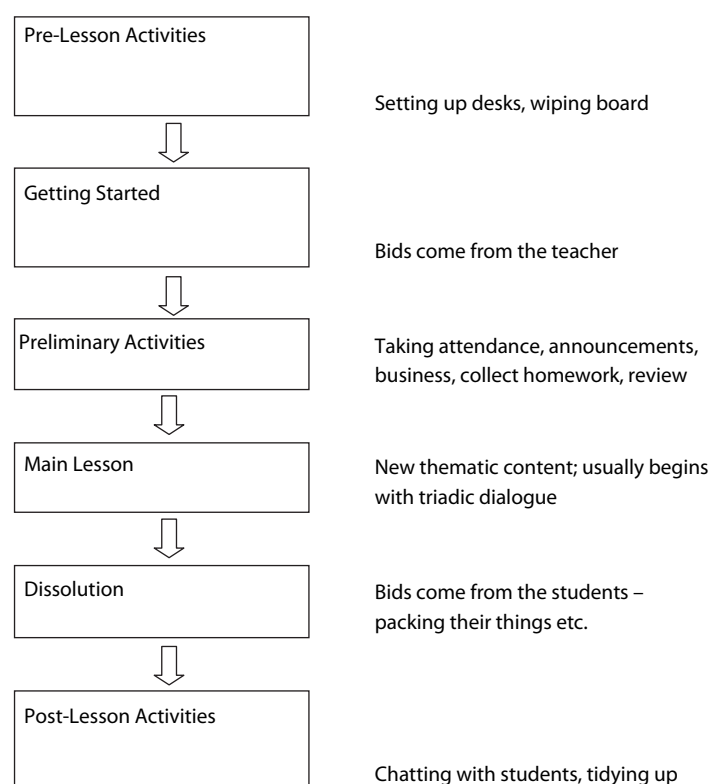 Pre-Lesson Activities
Setting up desks, wiping board
Getting Started
Bids come from the teacher
Preliminary Activities
Taking attendance, announcements,
business, collect homework, review
Main Lesson
New thematic content; usually begins
with triadic dialogue
Dissolution
Bids come from the students –
packing their things etc.
Post-Lesson Activities
Chatting with students, tidying up